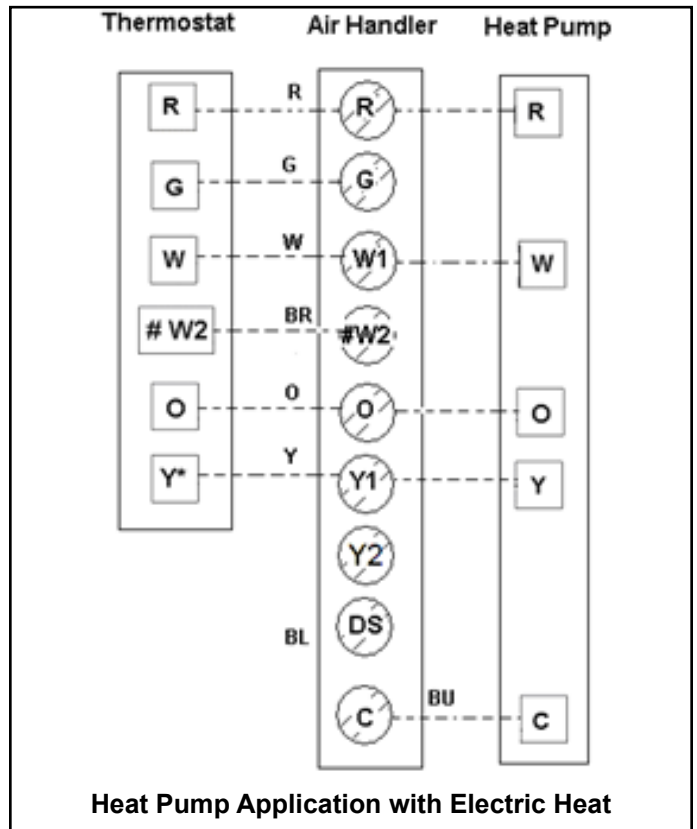 Thermostat Air Handler Heat Pump
R R R R
G G G
W W W1 W
# W2 BR #W2
O O O O
Y* Y Y1 Y
Y2
BL DS
C BU C
Heat Pump Application with Electric Heat